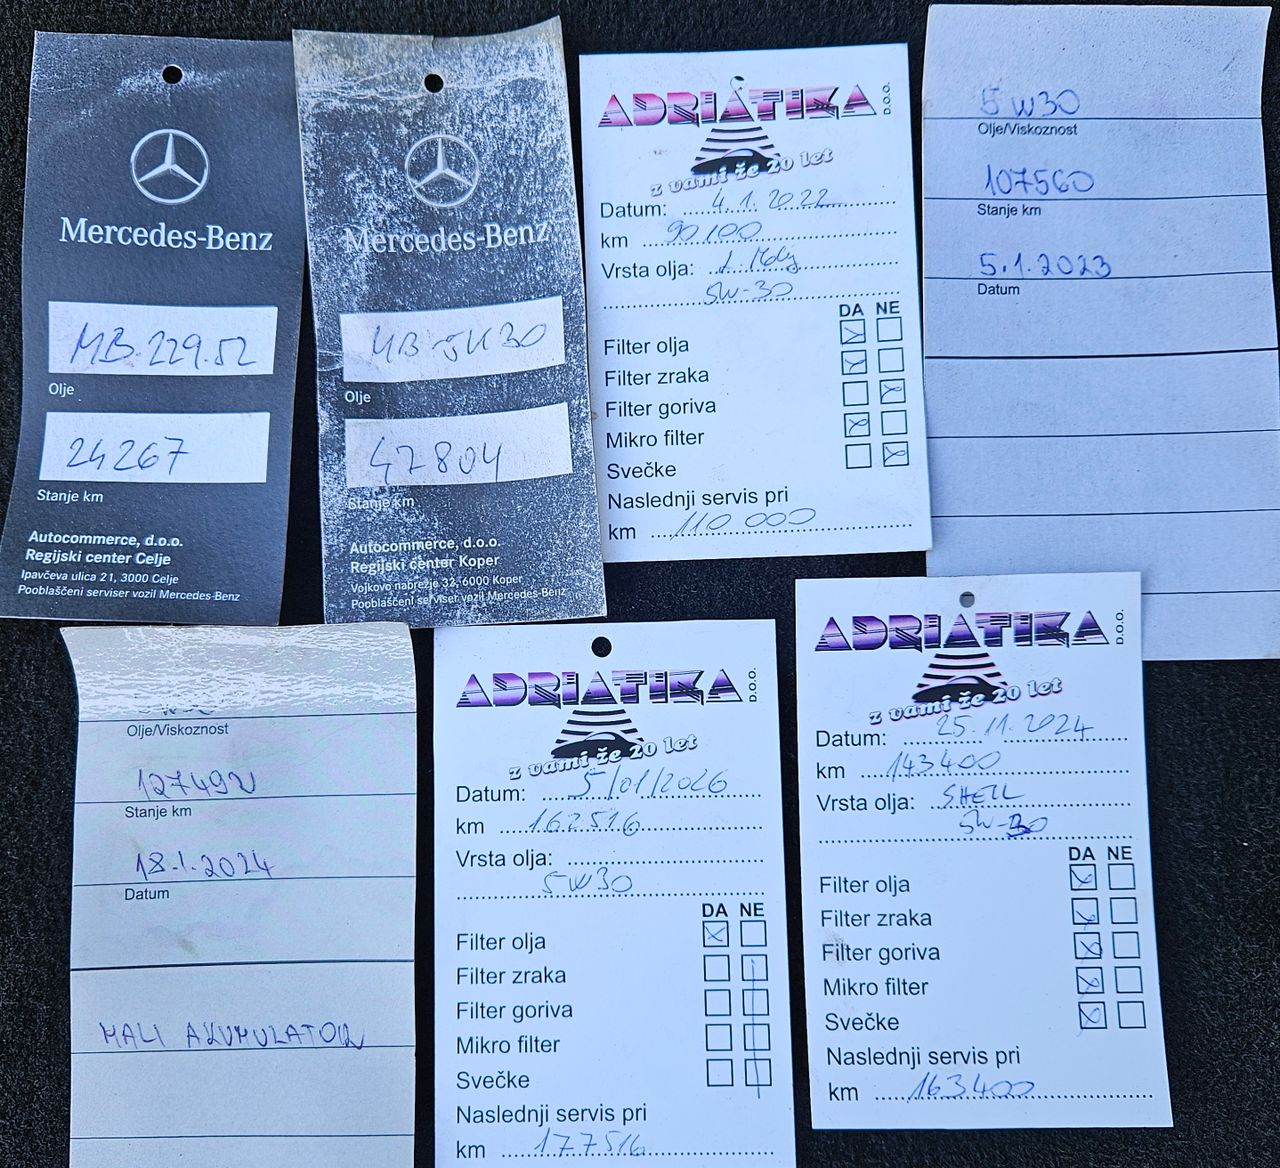 Mercedes-Benz
MB 229.52
Olje
24267
Stanje km
Autocommerce, d.o.o.
Regijski center Celje
Ipavčeva ulica 21, 3000 Celje
Pooblaščeni serviser vozil Mercedes-Benz
Mercedes-Benz
MB 5W30
Olje
47804
Stanje km
Autocommerce, d.o.o.
Regijski center Koper
Vojkovo nabrežje 32, 6000 Koper
Pooblaščeni serviser vozil Mercedes-Benz
ADRIATIKA D.O.O.
z vami že 20 let
Datum: 4.1.2022
km 90100
Vrsta olja:
5W-30
DA NE
Filter olja
Filter zraka
Filter goriva
Mikro filter
Svečke
Naslednji servis pri
km 110 000
5W30
Olje/Viskoznost
107560
Stanje km
5.1.2023
Datum
Olje/Viskoznost
127492
Stanje km
18.1.2024
Datum
MALI AKUMULATOR
ADRIATIKA D.O.O.
z vami že 20 let
Datum: 5/01/2026
km 162516
Vrsta olja:
5W30
DA NE
Filter olja
Filter zraka
Filter goriva
Mikro filter
Svečke
Naslednji servis pri
km 177516
ADRIATIKA D.O.O.
z vami že 20 let
Datum: 25.11.2024
km 143400
Vrsta olja: SHELL
5W-30
DA NE
Filter olja
Filter zraka
Filter goriva
Mikro filter
Svečke
Naslednji servis pri
km 163400